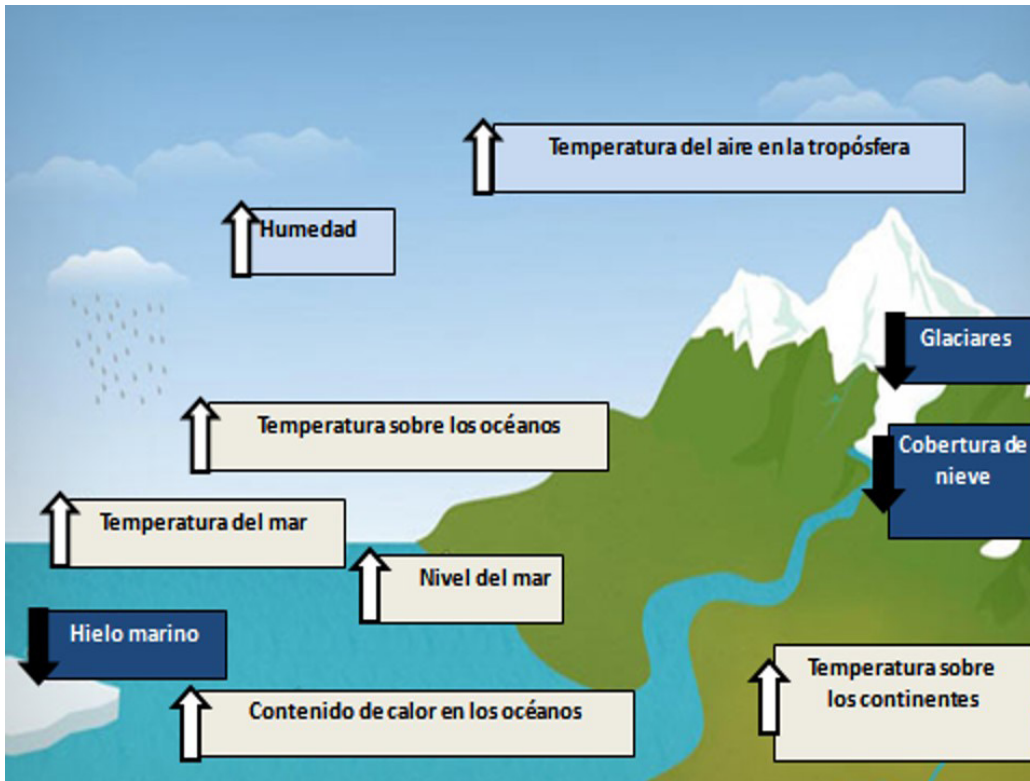 Temperatura del aire en la tropósfera
Humedad
Glaciares
Temperatura sobre los océanos
Cobertura de
nieve
Temperatura del mar
Nivel del mar
Hielo marino
Temperatura sobre
los continentes
Contenido de calor en los océanos